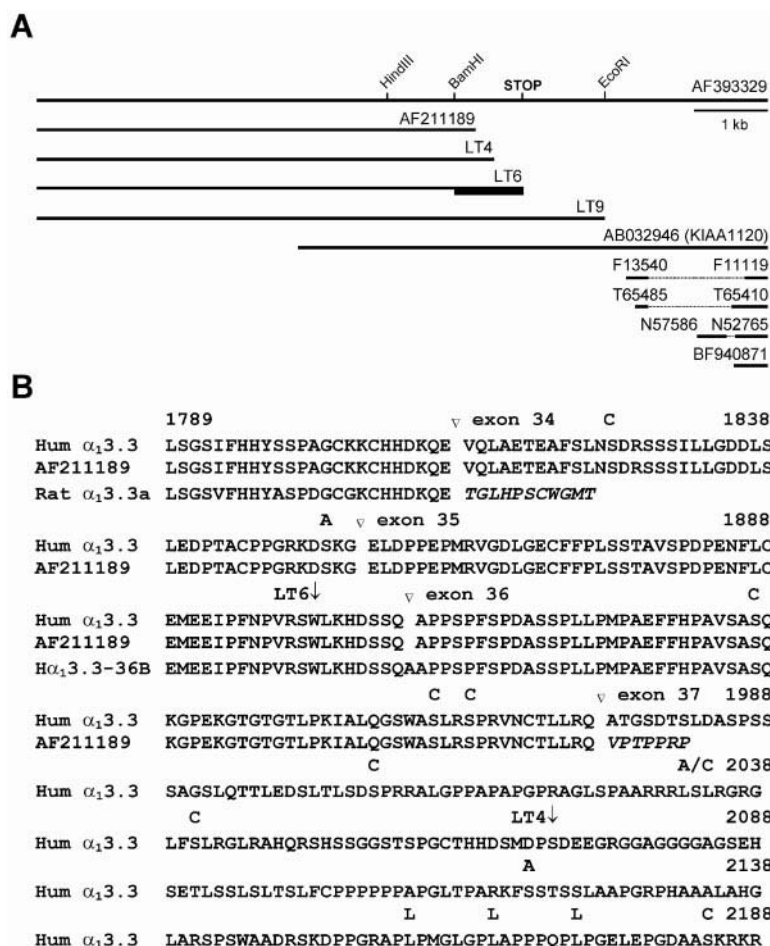 A
HindIII BamHI STOP EcoRI AF393329
1 kb
AF211189
LT4
LT6
LT9
AB032946 (KIAA1120)
F13540 F11119
T65485 T65410
N57586 N52765
BF940871
B
1789 ▿ exon 34 C 1838
Hum α₁3.3 LSGSIFHHYSSPAGCKKCHHDKQE VQLAETEAFSLNSDRSSSILLGDDLS
AF211189 LSGSIFHHYSSPAGCKKCHHDKQE VQLAETEAFSLNSDRSSSILLGDDLS
Rat α₁3.3a LSGSVFHHYASPDGCGKCHHDKQE TGLHPSCWGMT
A ▿ exon 35 1888
Hum α₁3.3 LEDPTACPPGRKDSKG ELDPPEPMRVGDLGECFFPLSSTAVSPDPENFLC
AF211189 LEDPTACPPGRKDSKG ELDPPEPMRVGDLGECFFPLSSTAVSPDPENFLC
LT6↓ ▿ exon 36 C
Hum α₁3.3 EMEEIPFNPVRSWLKHDSSQ APPSPFSPDASSPLLPMPAEFFHPAVSASQ
AF211189 EMEEIPFNPVRSWLKHDSSQ APPSPFSPDASSPLLPMPAEFFHPAVSASQ
Hα₁3.3-36B EMEEIPFNPVRSWLKHDSSQAAPPSPFSPDASSPLLPMPAEFFHPAVSASQ
C C ▿ exon 37 1988
Hum α₁3.3 KGPEKGTGTGTLPKIALQGSWASLRSPRVNCTLLRQ ATGSDTSLDASPSS
AF211189 KGPEKGTGTGTLPKIALQGSWASLRSPRVNCTLLRQ VPTPPRP
C A/C 2038
Hum α₁3.3 SAGSLQTTLEDSLTLSDSPRRALGPPAPAPGPRAGLSPAARRRLSLRGRG
C LT4↓ 2088
Hum α₁3.3 LFSLRGLRAHQRSHSSGGSTSPGCTHHDSMDPSDEEGRGGAGGGGAGSEH
A 2138
Hum α₁3.3 SETLSSLSLTSLFCPPPPPPAPGLTPARKFSSTSSLAAPGRPHAAALAHG
L L L C 2188
Hum α₁3.3 LARSPSWAADRSKDPPGRAPLPMGLGPLAPPPQPLPGELEPGDAASKRKR